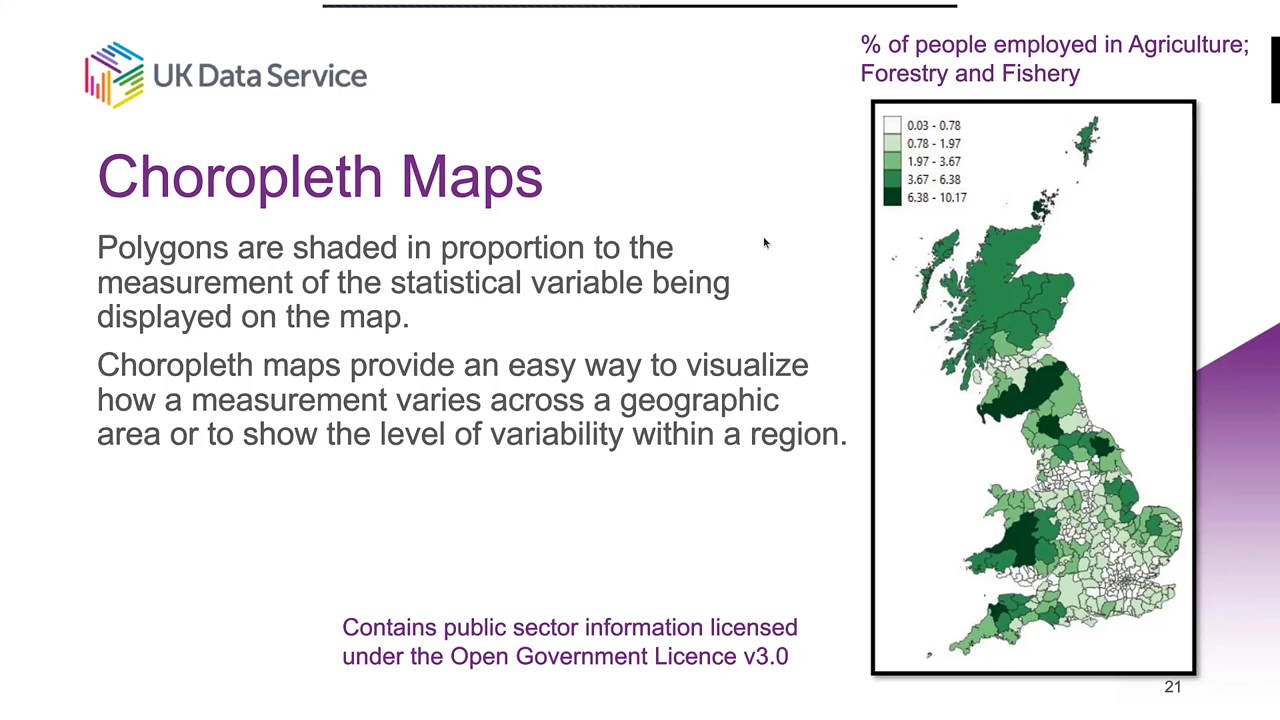 % of people employed in Agriculture;
Forestry and Fishery
UK Data Service
Choropleth Maps
Polygons are shaded in proportion to the
measurement of the statistical variable being
displayed on the map.
Choropleth maps provide an easy way to visualize
how a measurement varies across a geographic
area or to show the level of variability within a region.
0.03 - 0.78
0.78 - 1.97
1.97 - 3.67
3.67 - 6.38
6.38 - 10.17
Contains public sector information licensed
under the Open Government Licence v3.0
21